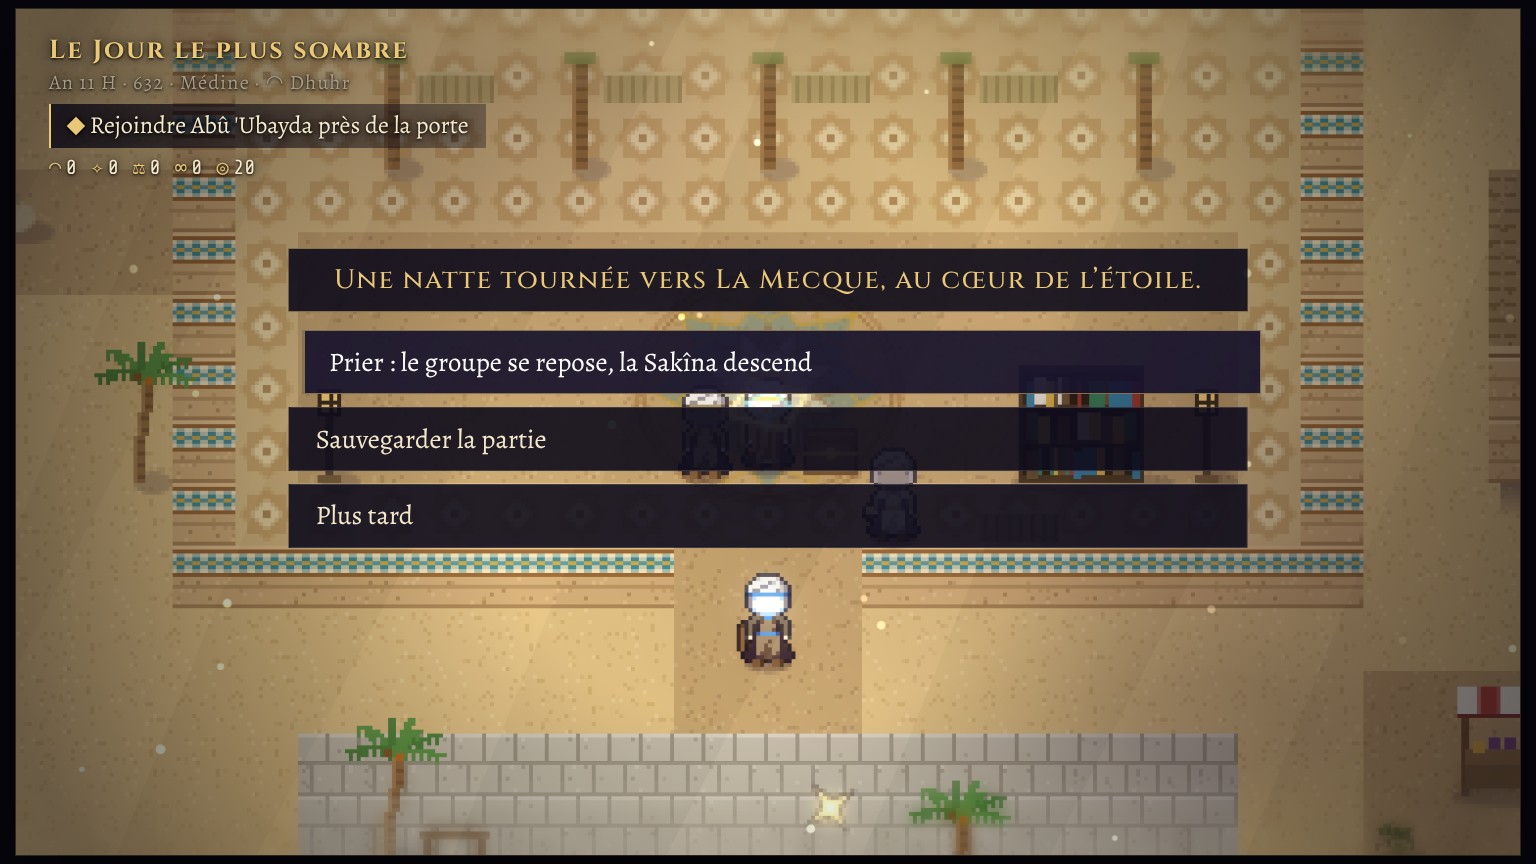 Le Jour le plus sombre
An 11 H · 632 · Médine · ◠ Dhuhr
◆ Rejoindre Abû 'Ubayda près de la porte
◠0 ✧0 ⚖0 ∞0 ◎20
Une natte tournée vers La Mecque, au cœur de l’étoile.
Prier : le groupe se repose, la Sakîna descend
Sauvegarder la partie
Plus tard